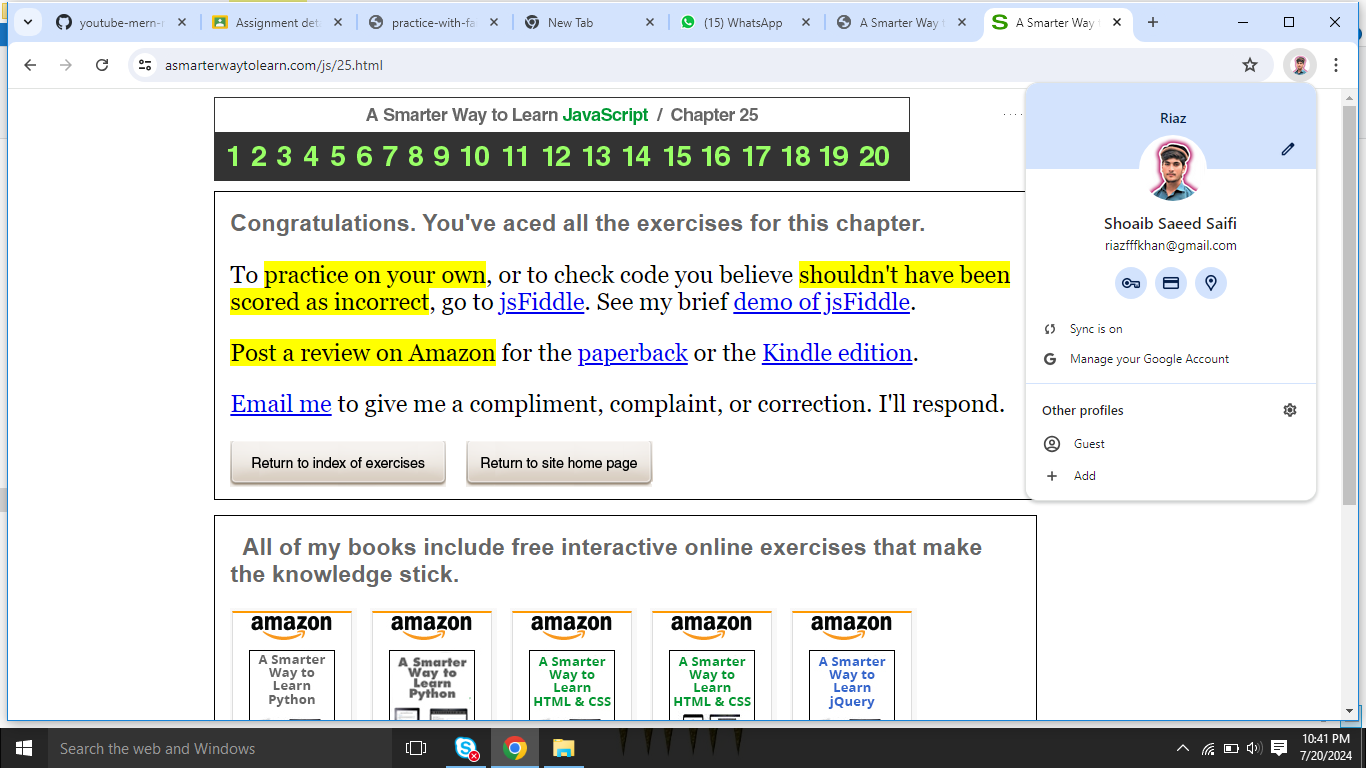 youtube-mern-r
Assignment det
practice-with-fa
New Tab
(15) WhatsApp
A Smarter Way t
A Smarter Way t
asmarterwaytolearn.com/js/25.html
A Smarter Way to Learn JavaScript / Chapter 25
1 2 3 4 5 6 7 8 9 10 11 12 13 14 15 16 17 18 19 20
Congratulations. You've aced all the exercises for this chapter.
To practice on your own, or to check code you believe shouldn't have been
scored as incorrect, go to jsFiddle. See my brief demo of jsFiddle.
Post a review on Amazon for the paperback or the Kindle edition.
Email me to give me a compliment, complaint, or correction. I'll respond.
Return to index of exercises
Return to site home page
All of my books include free interactive online exercises that make
the knowledge stick.
amazon
A Smarter
Way to
Learn
Python
amazon
A Smarter
Way to
Learn
Python
amazon
A Smarter
Way to
Learn
HTML & CSS
amazon
A Smarter
Way to
Learn
HTML & CSS
amazon
A Smarter
Way to
Learn
jQuery
Riaz
Shoaib Saeed Saifi
riazfffkhan@gmail.com
Sync is on
Manage your Google Account
Other profiles
Guest
Add
Search the web and Windows
10:41 PM
7/20/2024